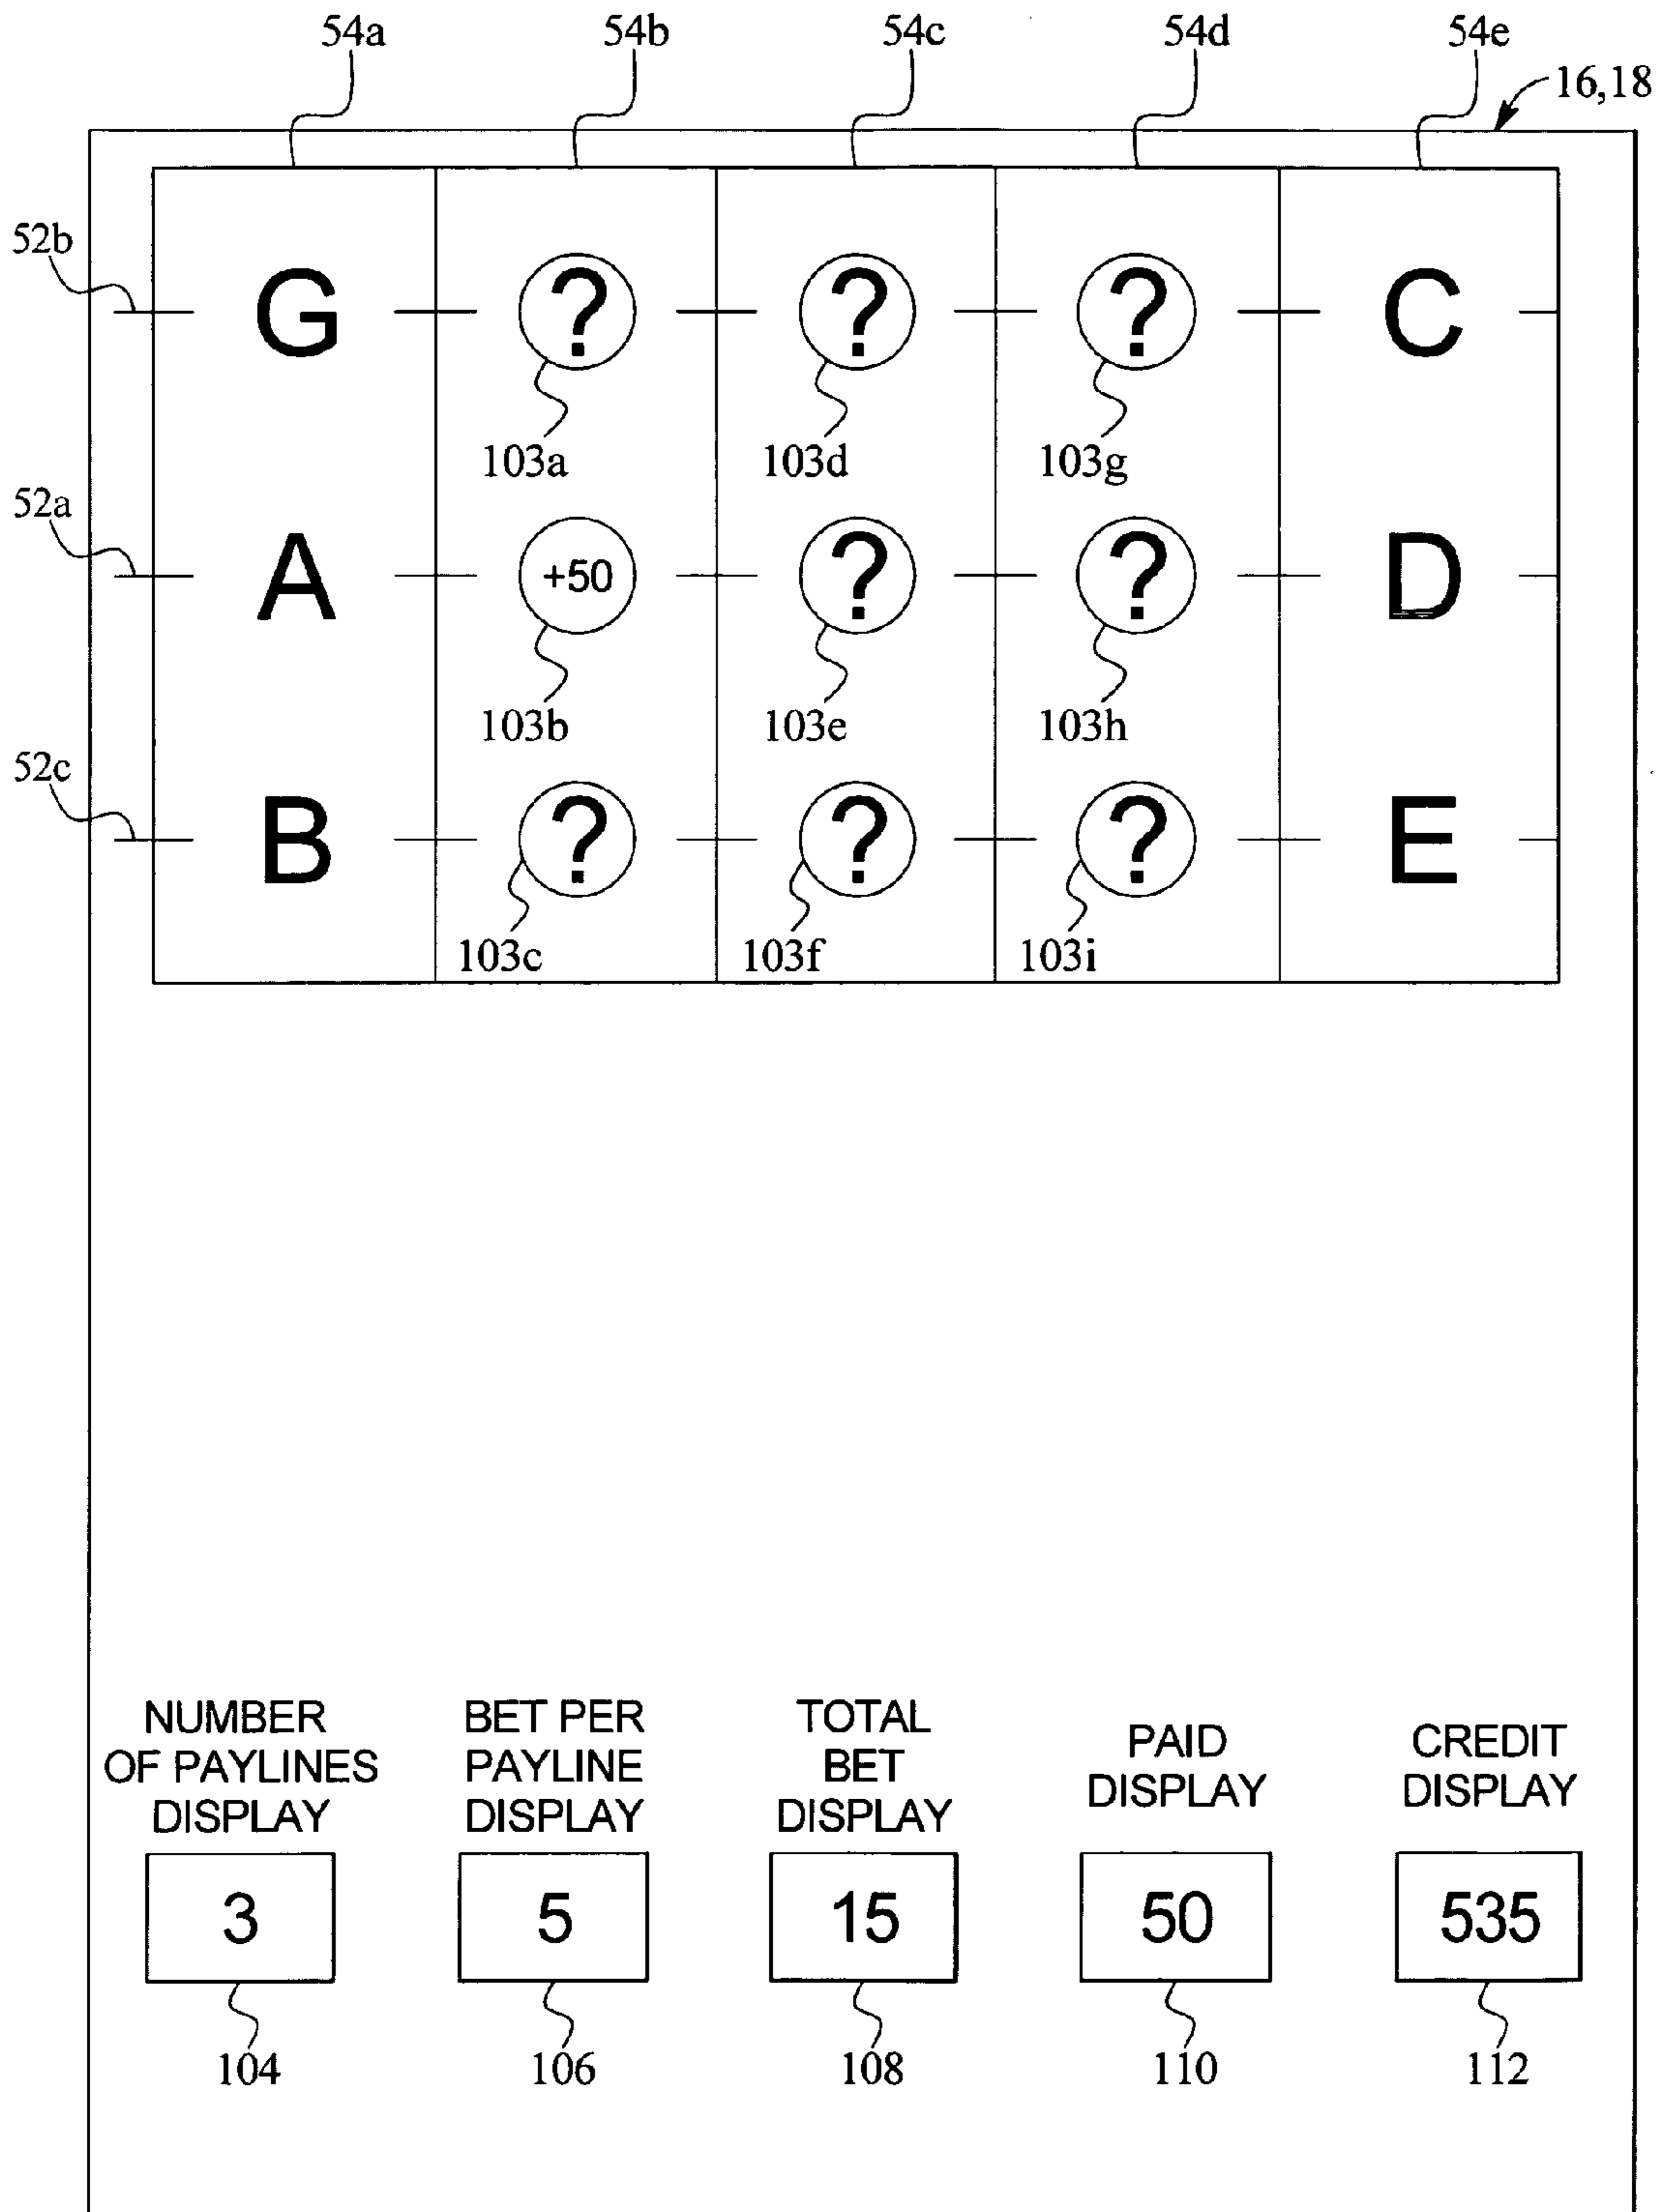 54a 54b 54c 54d 54e
16,18
52b
G ? ? ? C
103a 103d 103g
52a
A +50 ? ? D
103b 103e 103h
52c
B ? ? ? E
103c 103f 103i
NUMBER
OF PAYLINES
DISPLAY
3
104
BET PER
PAYLINE
DISPLAY
5
106
TOTAL
BET
DISPLAY
15
108
PAID
DISPLAY
50
110
CREDIT
DISPLAY
535
112